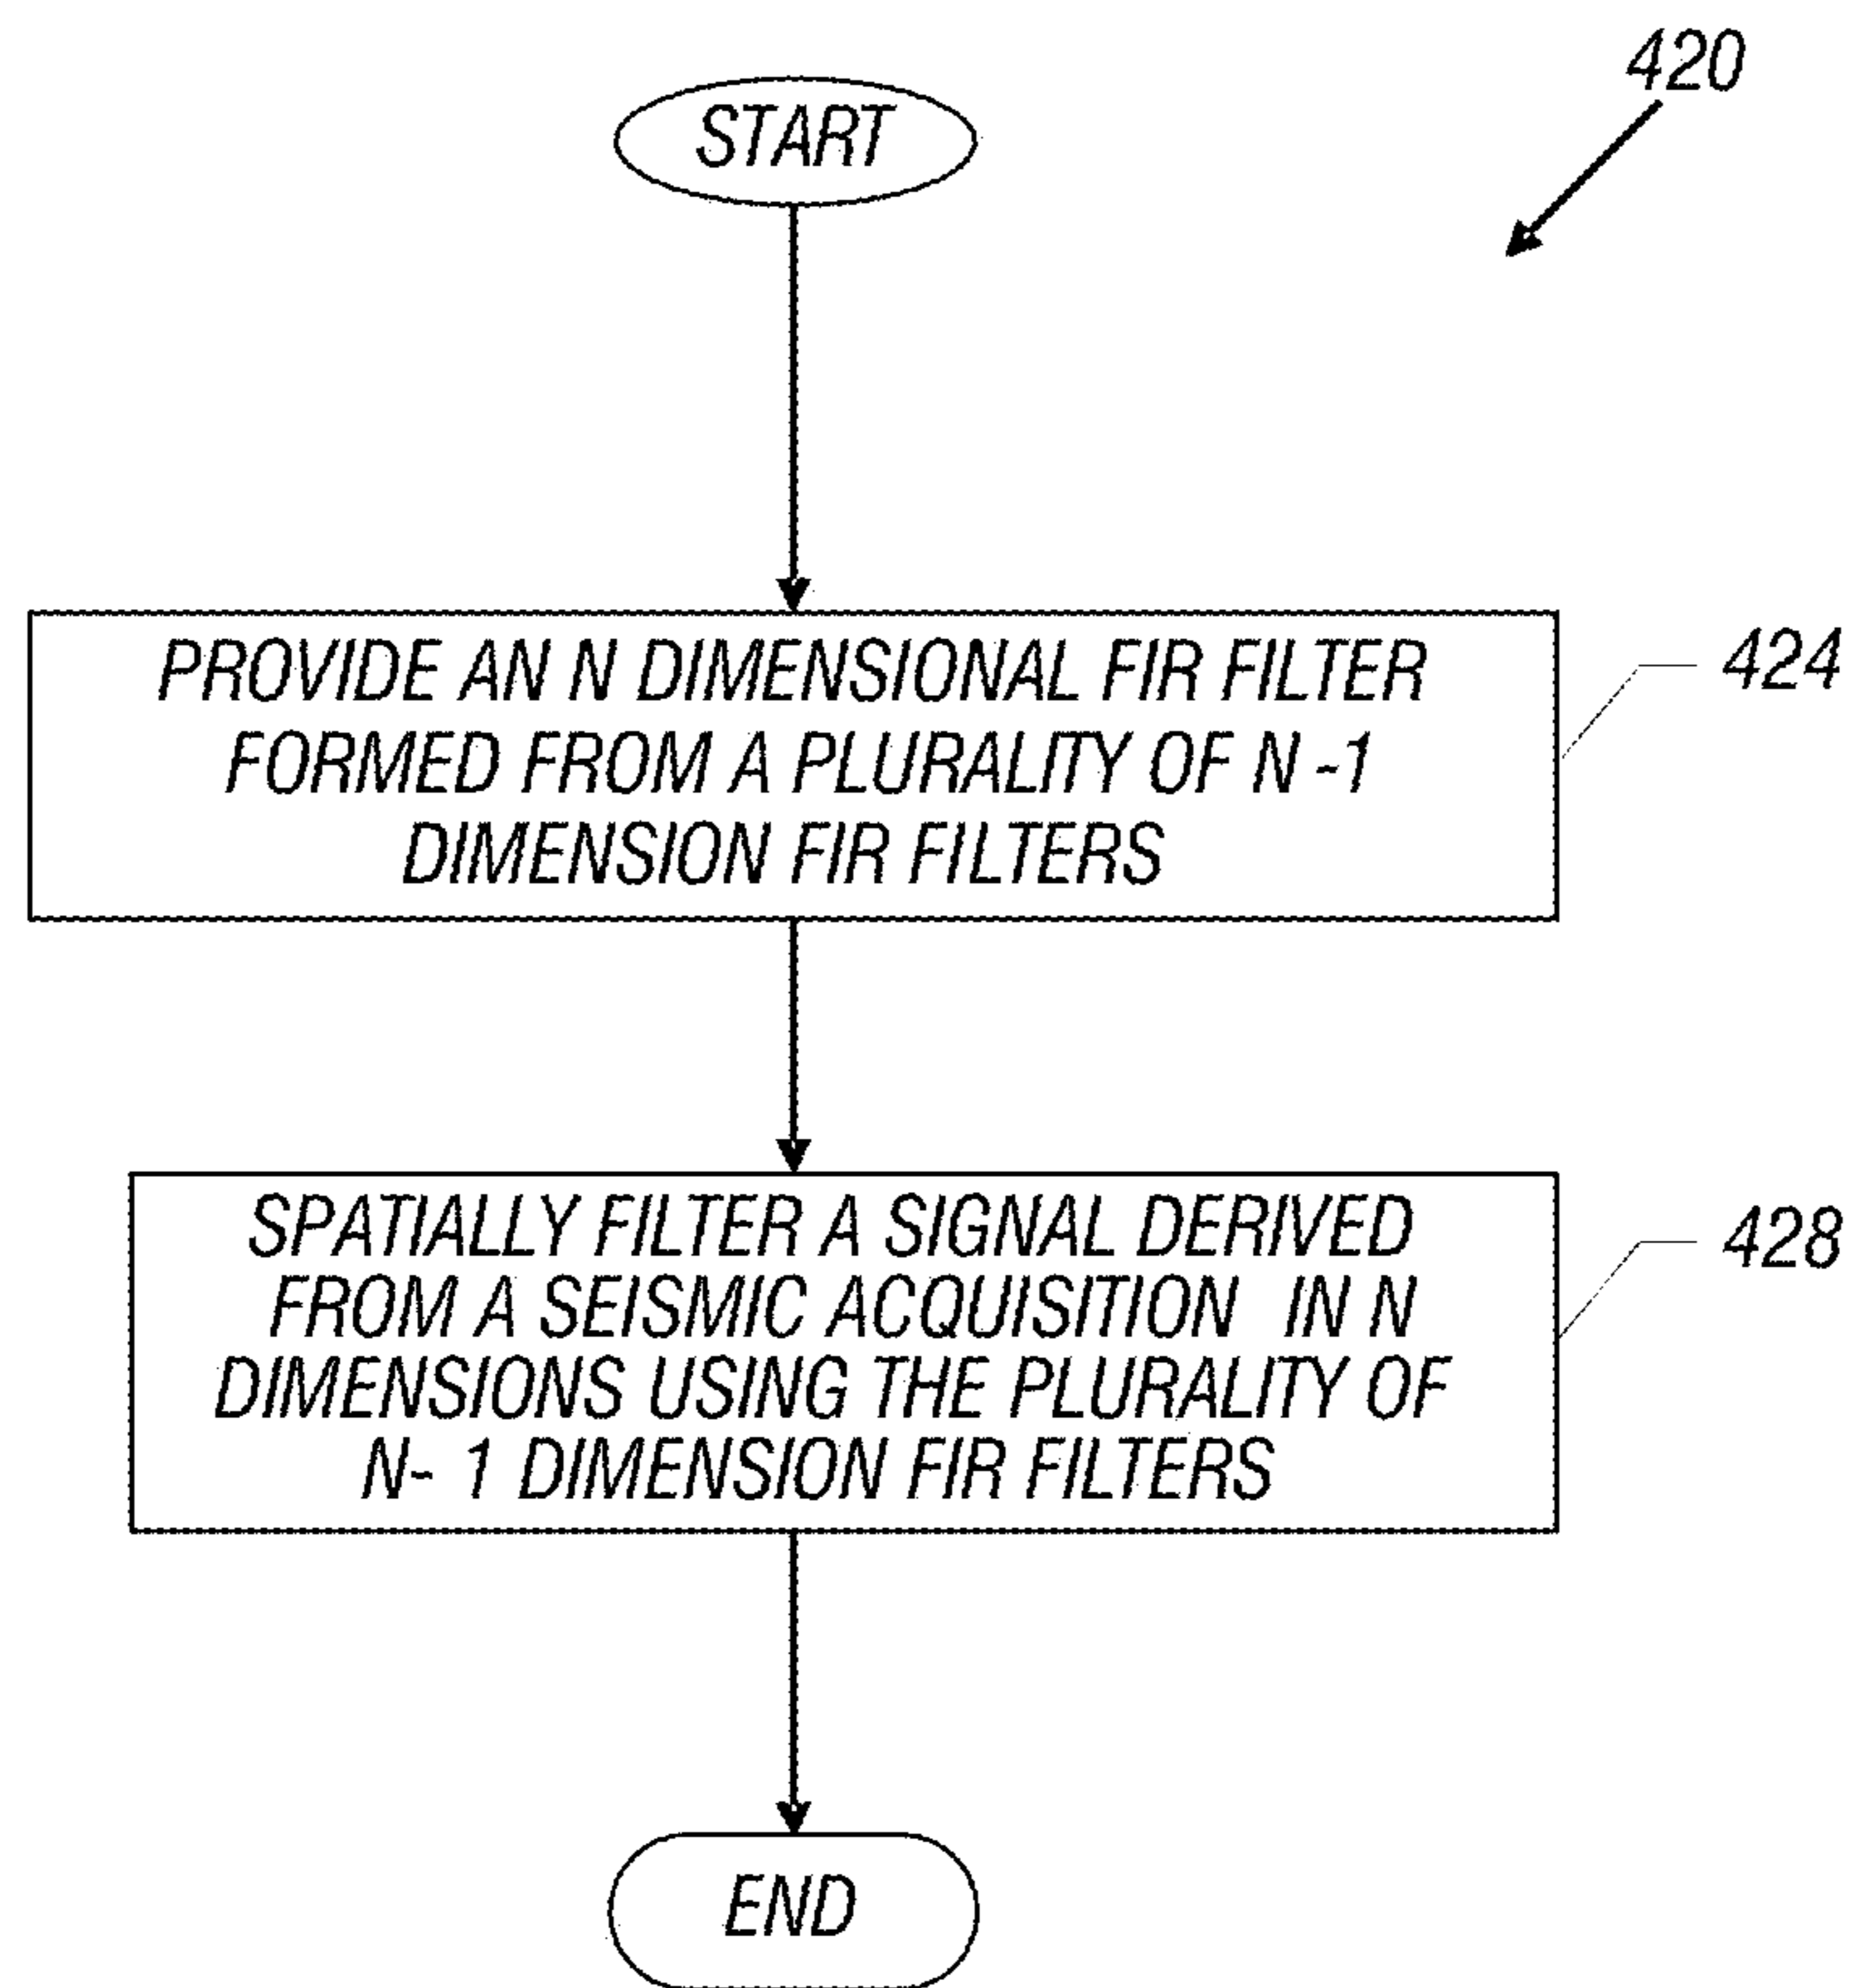 420
START
PROVIDE AN N DIMENSIONAL FIR FILTER
FORMED FROM A PLURALITY OF N -1
DIMENSION FIR FILTERS
424
SPATIALLY FILTER A SIGNAL DERIVED
FROM A SEISMIC ACQUISITION IN N
DIMENSIONS USING THE PLURALITY OF
N- 1 DIMENSION FIR FILTERS
428
END